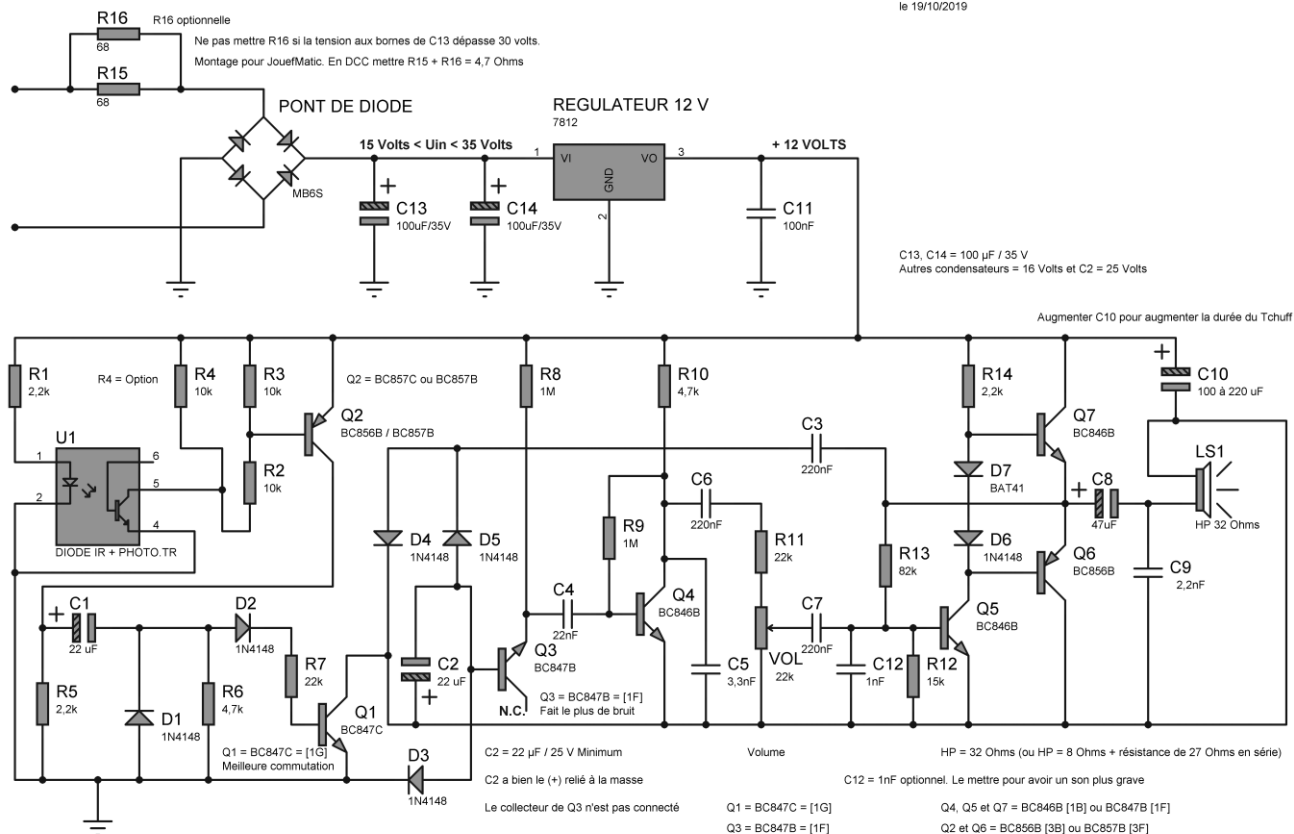 le 19/10/2019
R16
R16 optionnelle
68
Ne pas mettre R16 si la tension aux bornes de C13 dépasse 30 volts.
Montage pour JouefMatic. En DCC mettre R15 + R16 = 4,7 Ohms
R15
68
PONT DE DIODE
MB6S
REGULATEUR 12 V
7812
15 Volts < Uin < 35 Volts
1
VI
VO
3
GND
2
+ 12 VOLTS
+
C13
100uF/35V
+
C14
100uF/35V
C11
100nF
C13, C14 = 100 µF / 35 V
Autres condensateurs = 16 Volts et C2 = 25 Volts
Augmenter C10 pour augmenter la durée du Tchuff
R1
2,2k
R4 = Option
R4
10k
R3
10k
Q2 = BC857C ou BC857B
Q2
BC856B / BC857B
R8
1M
R10
4,7k
R14
2,2k
Q7
BC846B
+
C10
100 à 220 uF
U1
1
2
6
5
4
DIODE IR + PHOTO.TR
R2
10k
C3
220nF
D7
BAT41
LS1
HP 32 Ohms
D4
1N4148
D5
1N4148
R9
1M
C6
220nF
R11
22k
R13
82k
D6
1N4148
+
C8
47uF
Q6
BC856B
C9
2,2nF
+
C1
22 uF
D2
1N4148
R5
2,2k
D1
1N4148
R6
4,7k
R7
22k
Q1
BC847C
C2
22 uF
+
C4
22nF
Q3
BC847B
N.C.
Q3 = BC847B = [1F]
Fait le plus de bruit
Q4
BC846B
C5
3,3nF
VOL
22k
C7
220nF
C12
1nF
R12
15k
Q5
BC846B
Q1 = BC847C = [1G]
Meilleure commutation
D3
1N4148
C2 = 22 µF / 25 V Minimum
Volume
HP = 32 Ohms (ou HP = 8 Ohms + résistance de 27 Ohms en série)
C2 a bien le (+) relié à la masse
C12 = 1nF optionnel. Le mettre pour avoir un son plus grave
Le collecteur de Q3 n'est pas connecté
Q1 = BC847C = [1G]
Q4, Q5 et Q7 = BC846B [1B] ou BC847B [1F]
Q3 = BC847B = [1F]
Q2 et Q6 = BC856B [3B] ou BC857B [3F]